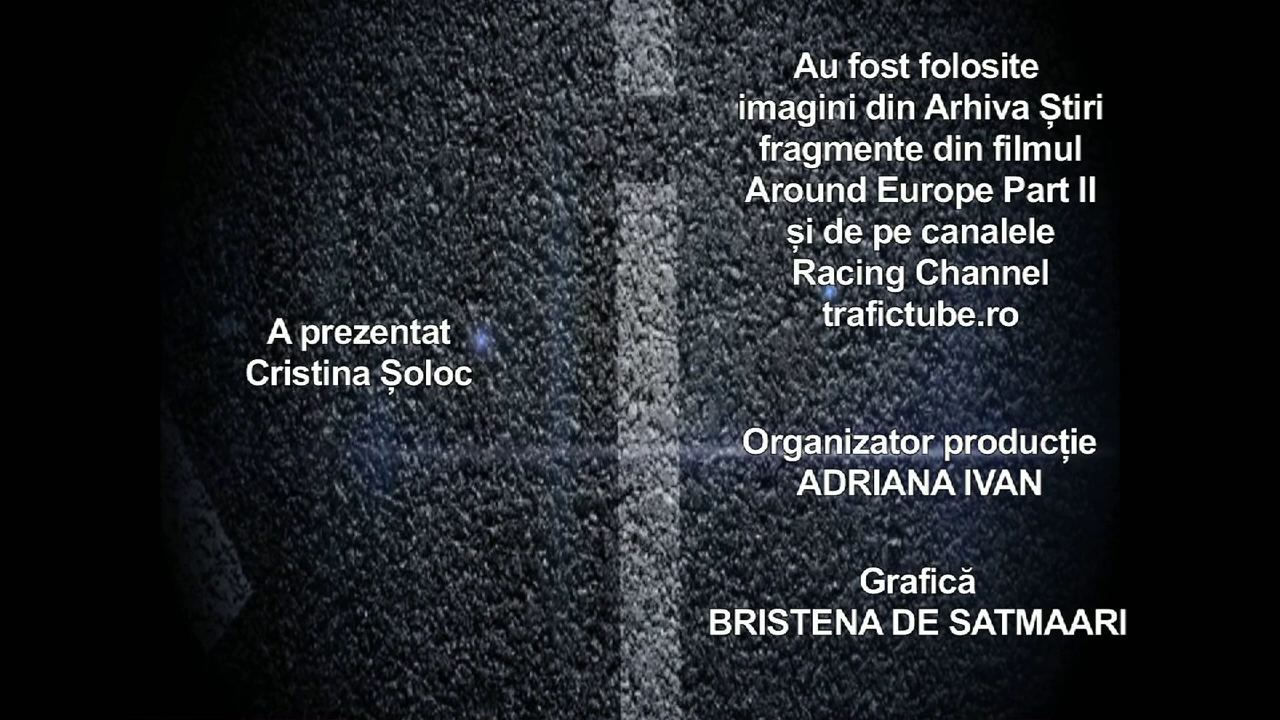 A prezentat
Cristina Șoloc
Au fost folosite
imagini din Arhiva Știri
fragmente din filmul
Around Europe Part II
și de pe canalele
Racing Channel
trafictube.ro
Organizator producție
ADRIANA IVAN
Grafică
BRISTENA DE SATMAARI